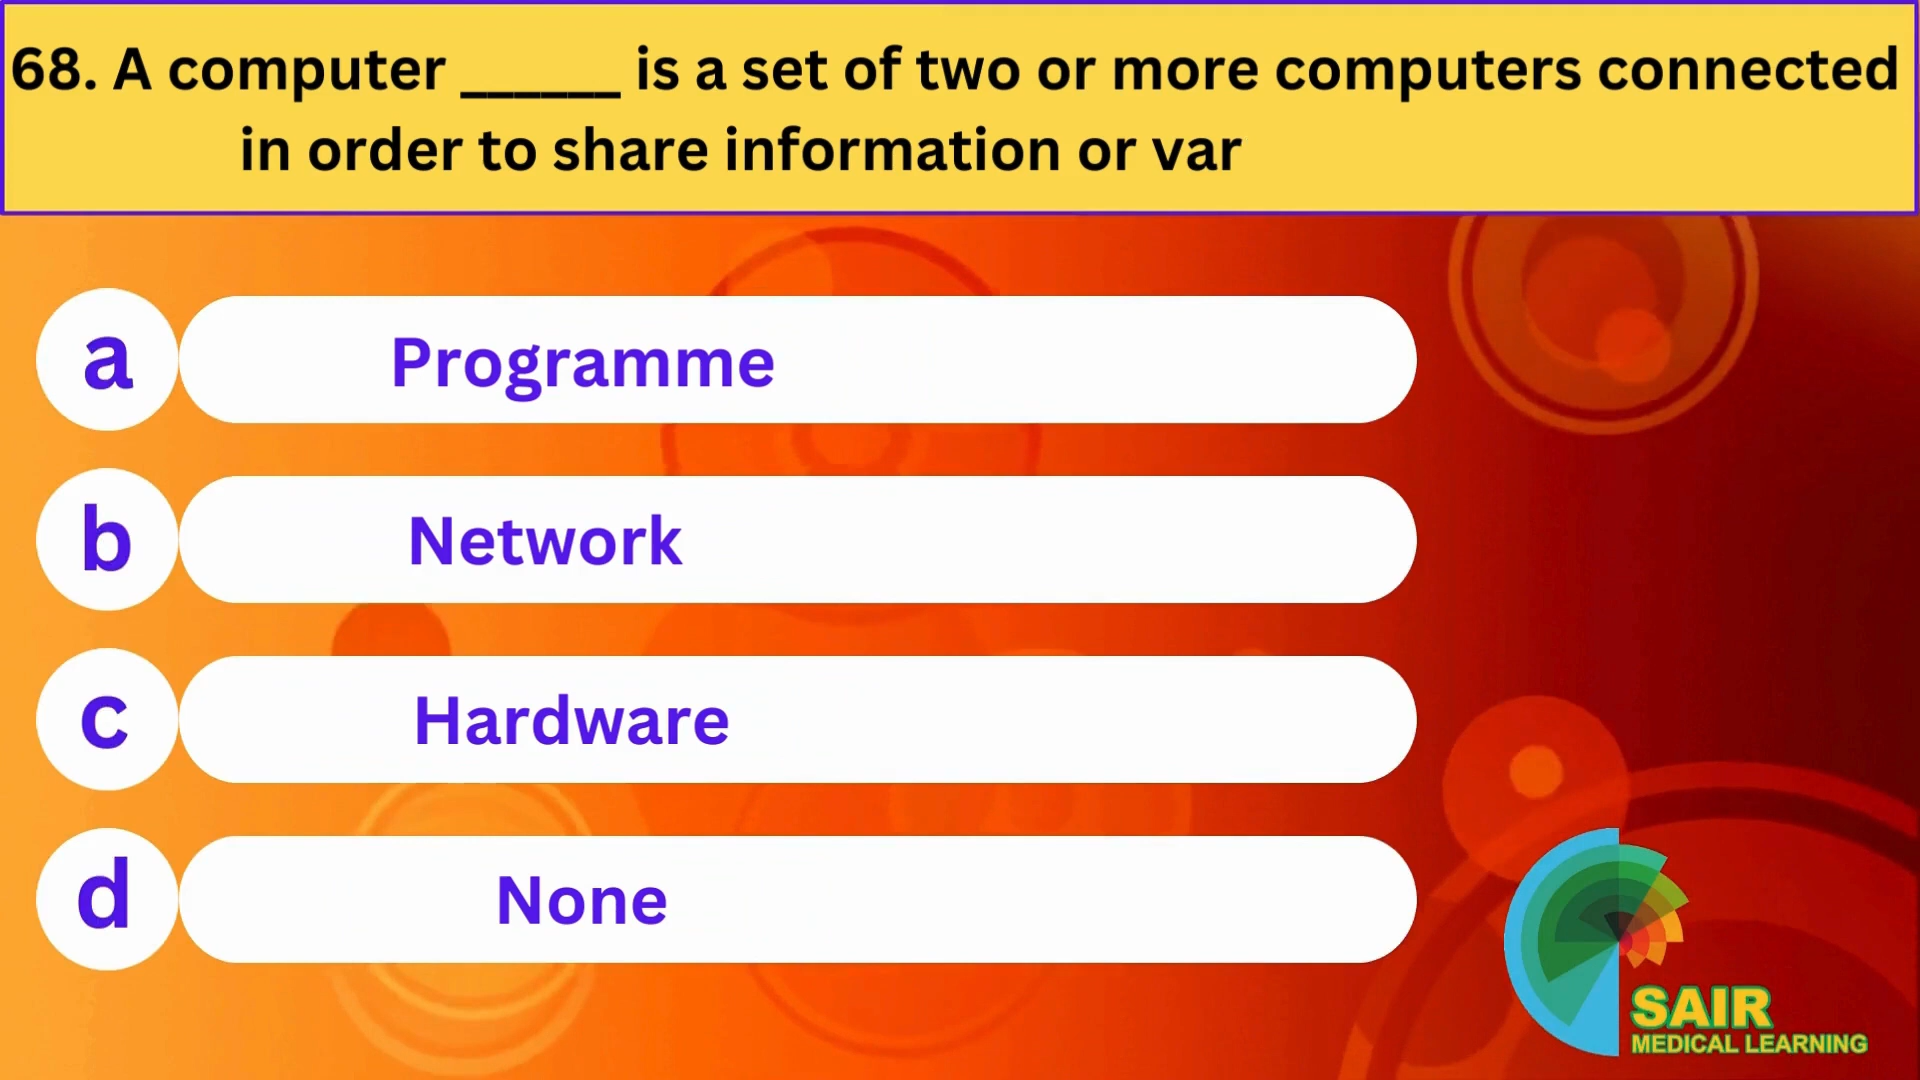 68. A computer ______ is a set of two or more computers connected
in order to share information or var
a Programme
b Network
c Hardware
d None
SAIR
MEDICAL LEARNING